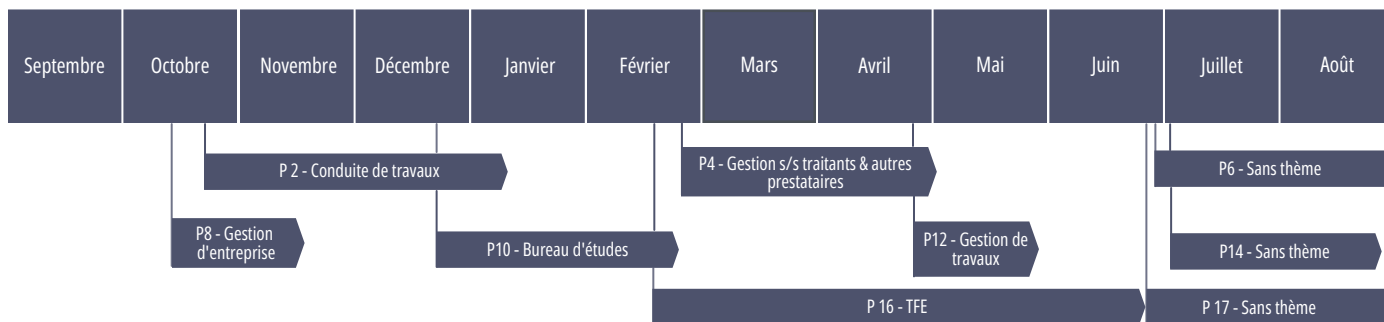 Septembre
Octobre
Novembre
Décembre
Janvier
Février
Mars
Avril
Mai
Juin
Juillet
Août
P 2 - Conduite de travaux
P4 - Gestion s/s traitants & autres
prestataires
P6 - Sans thème
P8 - Gestion
d'entreprise
P10 - Bureau d'études
P12 - Gestion de
travaux
P14 - Sans thème
P 16 - TFE
P 17 - Sans thème